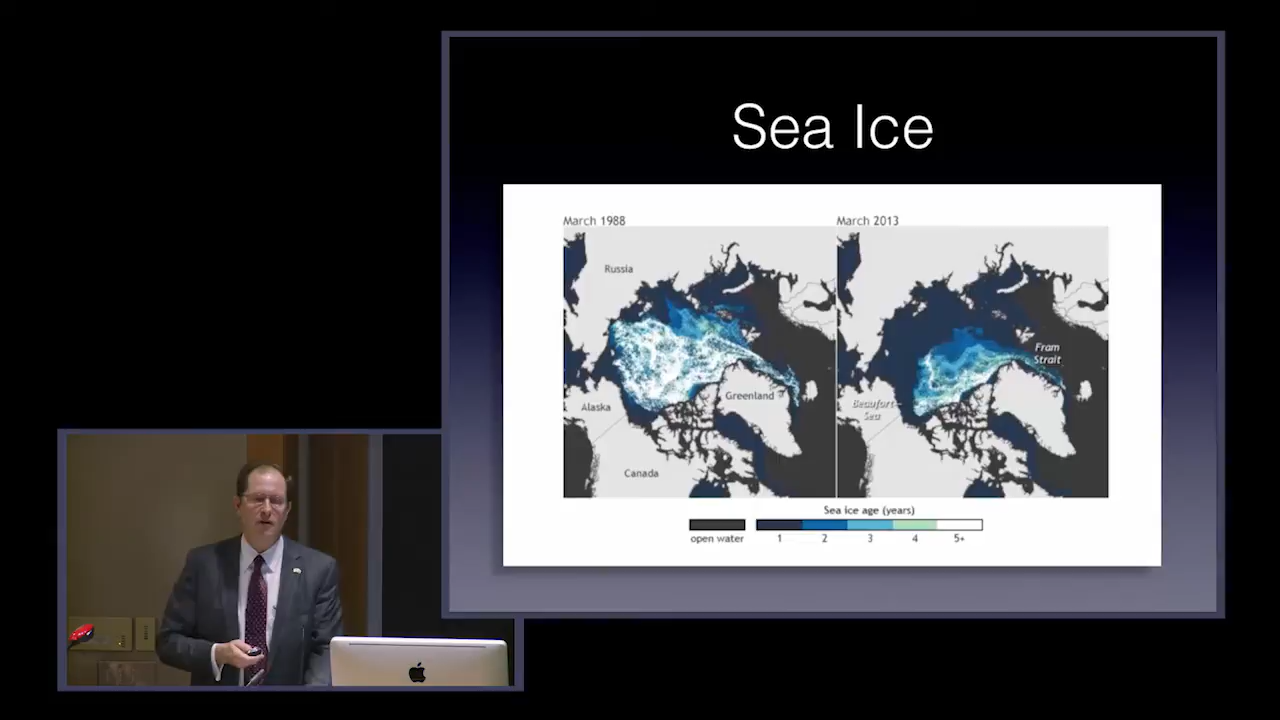 Sea Ice
March 1988
March 2013
Russia
Fram
Strait
Greenland
Alaska
Beaufort
Sea
Canada
Sea ice age (years)
open water
1
2
3
4
5+